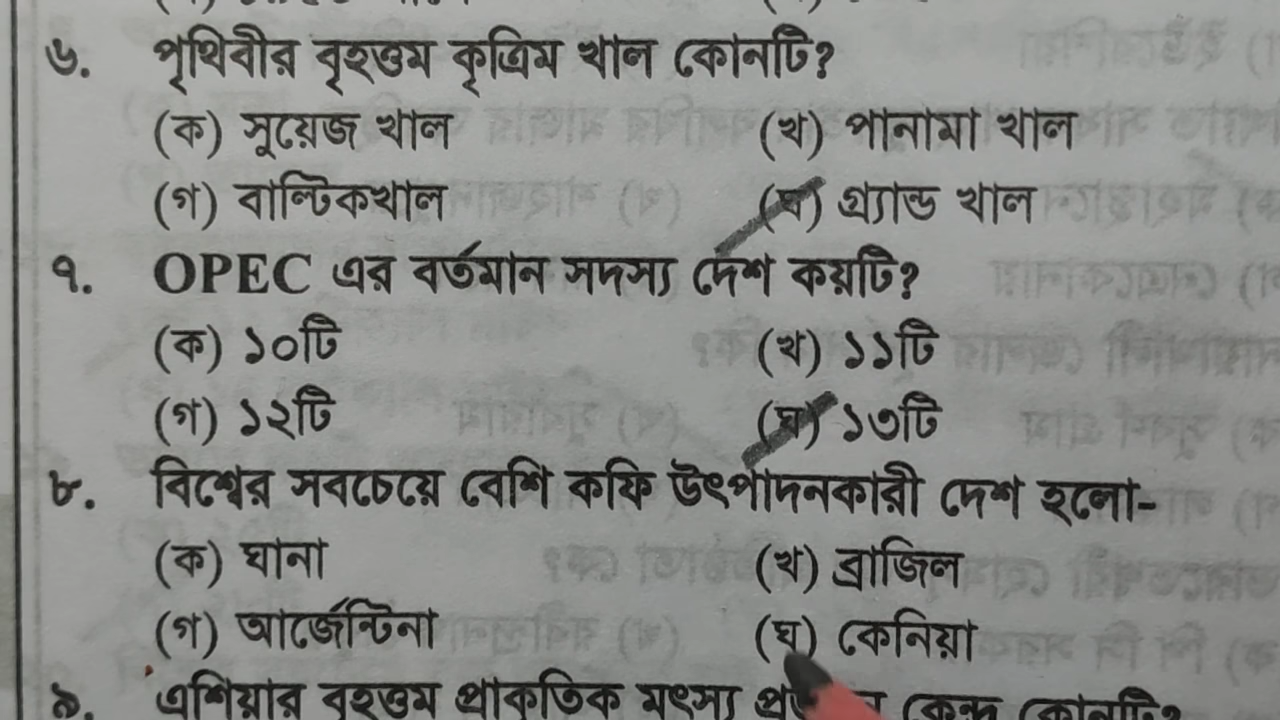 ৬. পৃথিবীর বৃহত্তম কৃত্রিম খাল কোনটি?
(ক) সুয়েজ খাল (খ) পানামা খাল
(গ) বাল্টিকখাল (ঘ) গ্র্যান্ড খাল
৭. OPEC এর বর্তমান সদস্য দেশ কয়টি?
(ক) ১০টি (খ) ১১টি
(গ) ১২টি (ঘ) ১৩টি
৮. বিশ্বের সবচেয়ে বেশি কফি উৎপাদনকারী দেশ হলো-
(ক) ঘানা (খ) ব্রাজিল
(গ) আর্জেন্টিনা (ঘ) কেনিয়া
৯. এশিয়ার বৃহত্তম প্রাকৃতিক মৎস্য কেন্দ্র কোনটি?